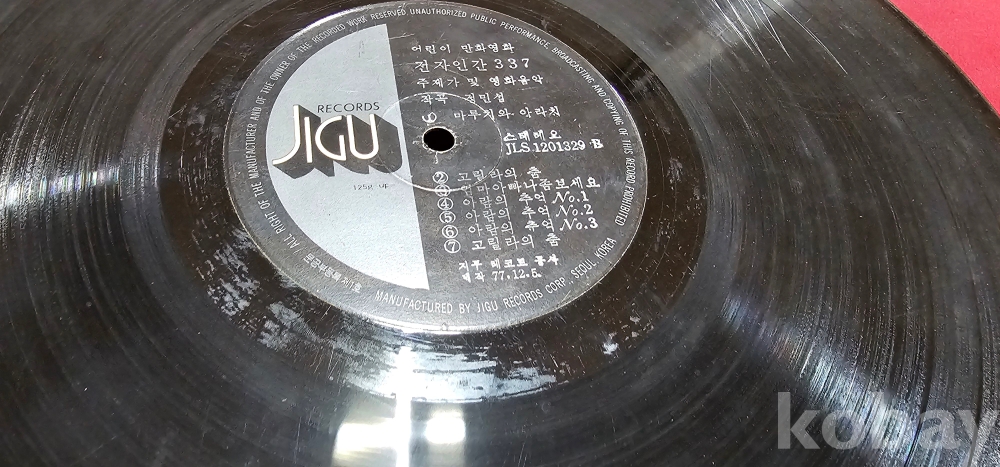 ALL RIGHT OF THE MANUFACTURER AND OF THE OWNER OF THE RECORDED WORK RESERVED UNAUTHORIZED PUBLIC PERFORMANCE, BROADCASTING AND COPYING OF THIS RECORD PROHIBITED
RECORDS
JIGU
어린이 만화영화
전자인간 337
주제가 및 영화음악
작곡 정민섭
마루치와 아라치
스테레오
JLS.1201329-B
② 고릴라의 춤
③ 엄마아빠나좀보세요
④ 아람의 추억 No.1
⑤ 아람의 추억 No.2
⑥ 아람의 추억 No.3
⑦ 고릴라의 춤
지구 레코드 공사
제작 77.12.5.
MANUFACTURED BY JIGU RECORDS CORP., SEOUL KOREA
kobay